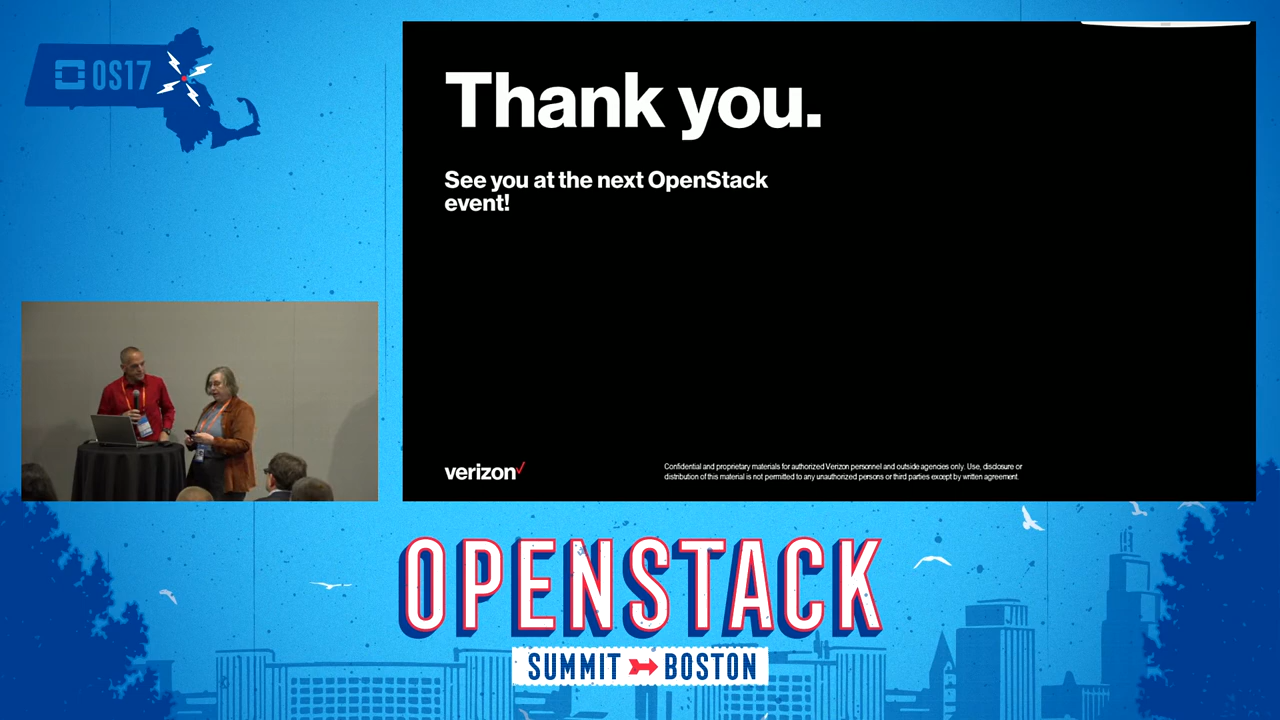 OS17
Thank you.
See you at the next OpenStack
event!
verizon
Confidential and proprietary materials for authorized Verizon personnel and outside agencies only. Use, disclosure or
distribution of this material is not permitted to any unauthorized persons or third parties except by written agreement.
OPENSTACK
SUMMIT BOSTON